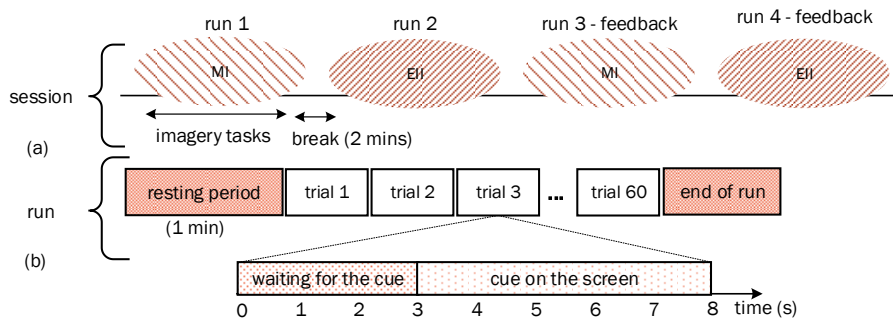 run 1 run 2 run 3 - feedback run 4 - feedback
MI EII MI EII
session
imagery tasks break (2 mins)
(a)
resting period trial 1 trial 2 trial 3 ... trial 60 end of run
run
(1 min)
(b)
waiting for the cue cue on the screen
0 1 2 3 4 5 6 7 8 time (s)